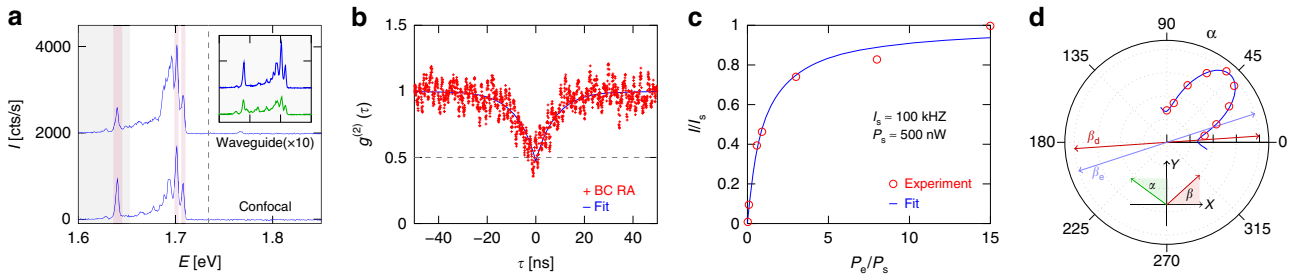 a
I [cts/s]
4000
2000
0
Waveguide(×10)
Confocal
1.6
1.7
1.8
E [eV]
b
g(2) (τ)
1.5
1
0.5
0
+ BC RA
– Fit
−40
−20
0
20
40
τ [ns]
c
I/Is
1
0.8
0.6
0.4
0.2
0
Is ≈ 100 kHZ
Ps ≈ 500 nW
Experiment
Fit
0
5
10
15
Pe/Ps
d
90
α
135
45
180
0
βd
βe
Y
α
β
X
225
315
270